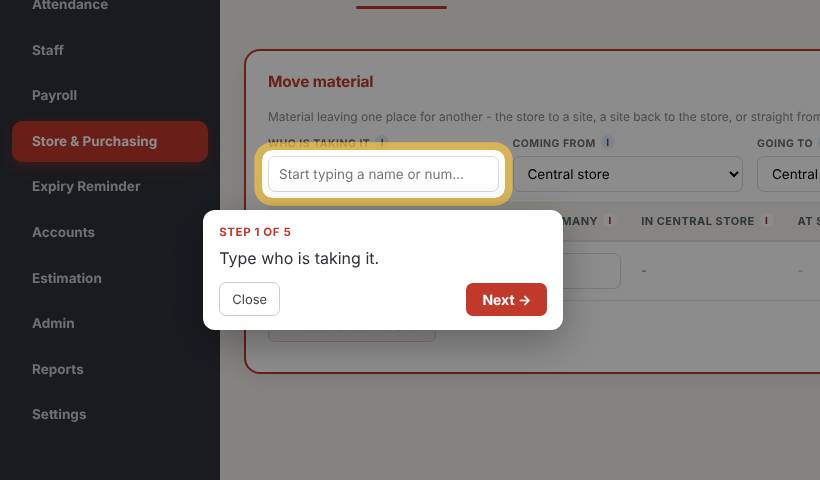 Attendance
Staff
Payroll
Store & Purchasing
Expiry Reminder
Accounts
Estimation
Admin
Reports
Settings
Move material
Material leaving one place for another - the store to a site, a site back to the store, or straight from
WHO IS TAKING IT I
COMING FROM I
GOING TO
Start typing a name or num...
Central store
Central
MANY I
IN CENTRAL STORE I
AT S
-
-
STEP 1 OF 5
Type who is taking it.
Close
Next →